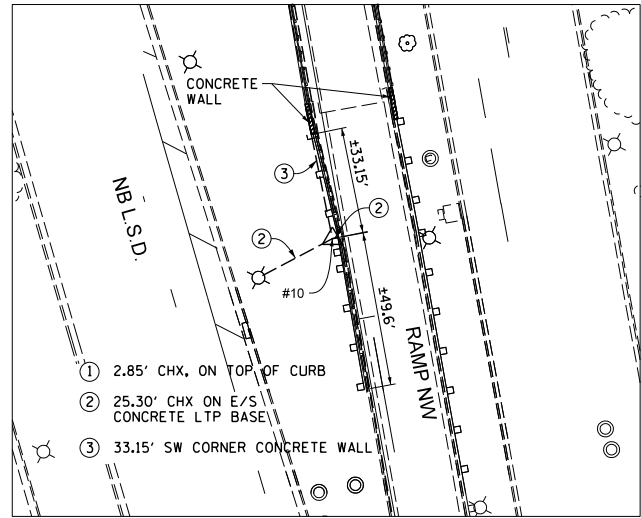 CONCRETE
WALL
③
±33.15'
②
NB L.S.D.
②
#10
±49.6'
RAMP NW
① 2.85' CHX, ON TOP OF CURB
② 25.30' CHX ON E/S
CONCRETE LTP BASE
③ 33.15' SW CORNER CONCRETE WALL